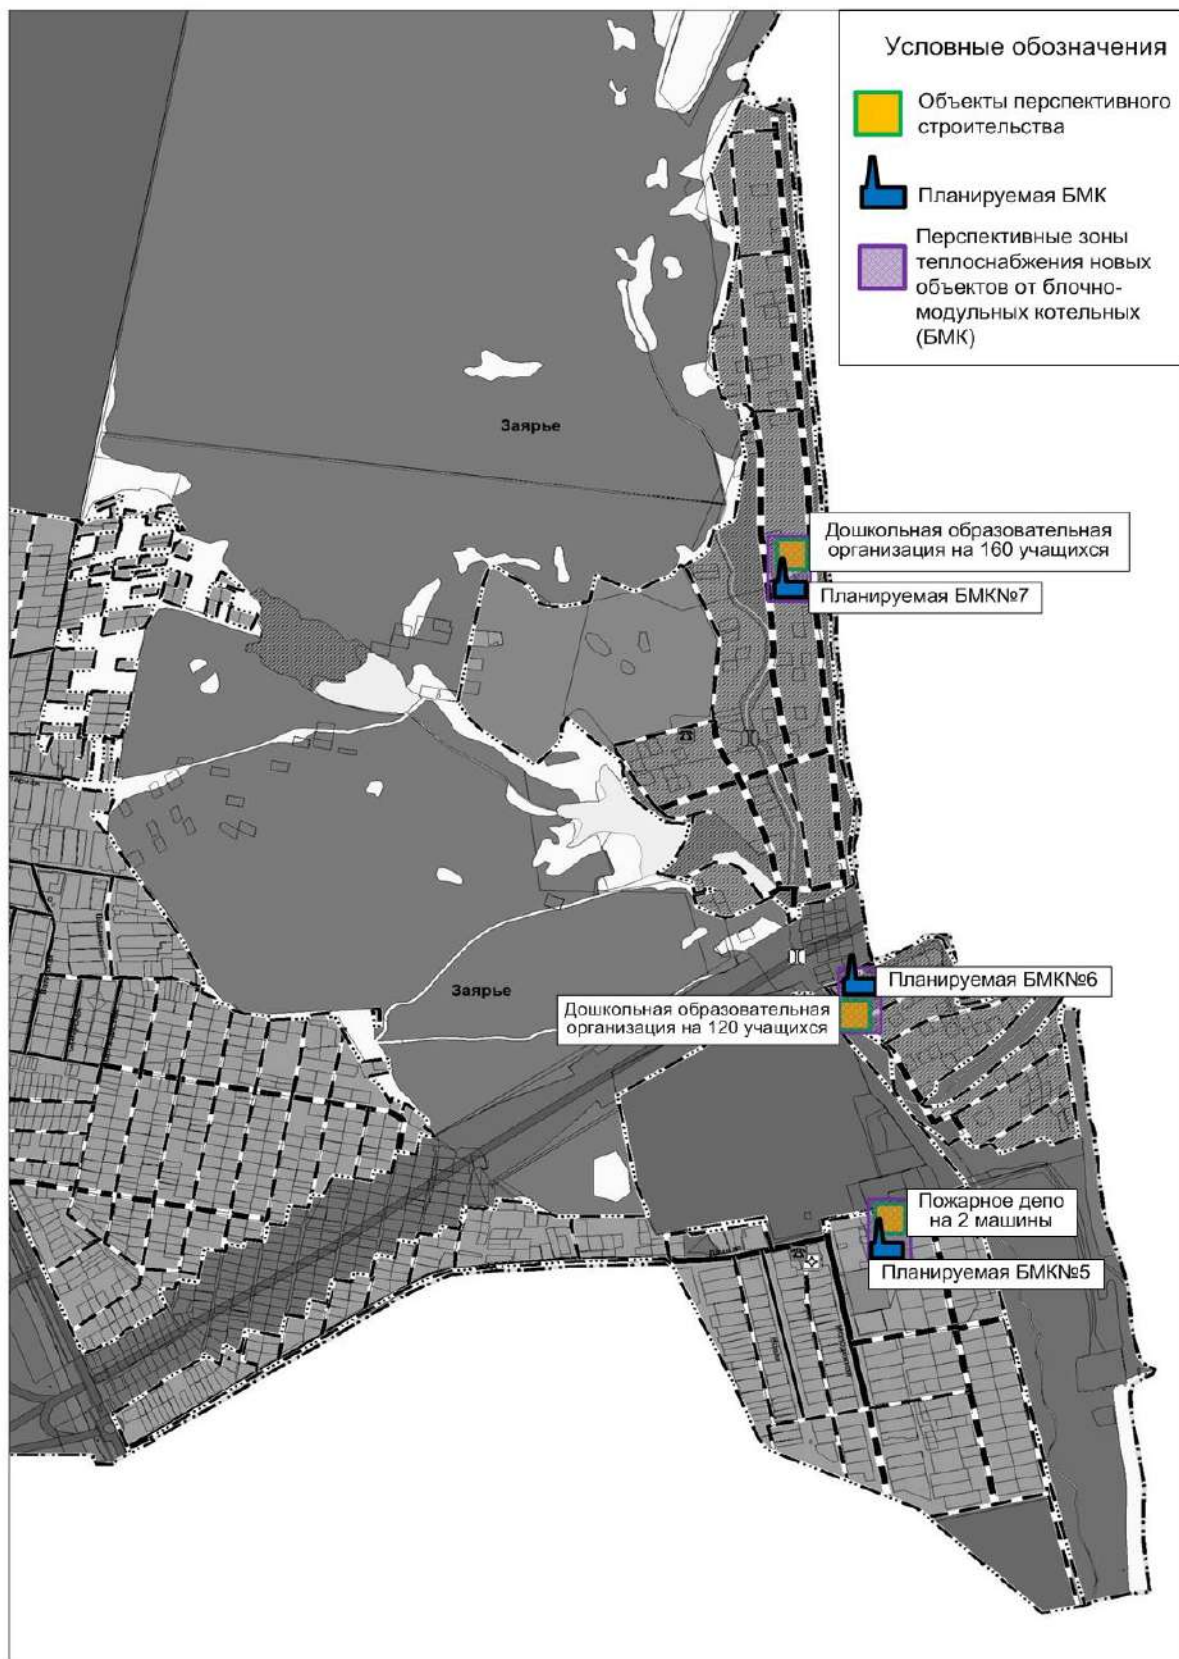 Условные обозначения
Объекты перспективного
строительства
Планируемая БМК
Перспективные зоны
теплоснабжения новых
объектов от блочно-
модульных котельных
(БМК)
Заярье
Дошкольная образовательная
организация на 160 учащихся
Планируемая БМК№7
Планируемая БМК№6
Заярье
Дошкольная образовательная
организация на 120 учащихся
Пожарное депо
на 2 машины
Планируемая БМК№5